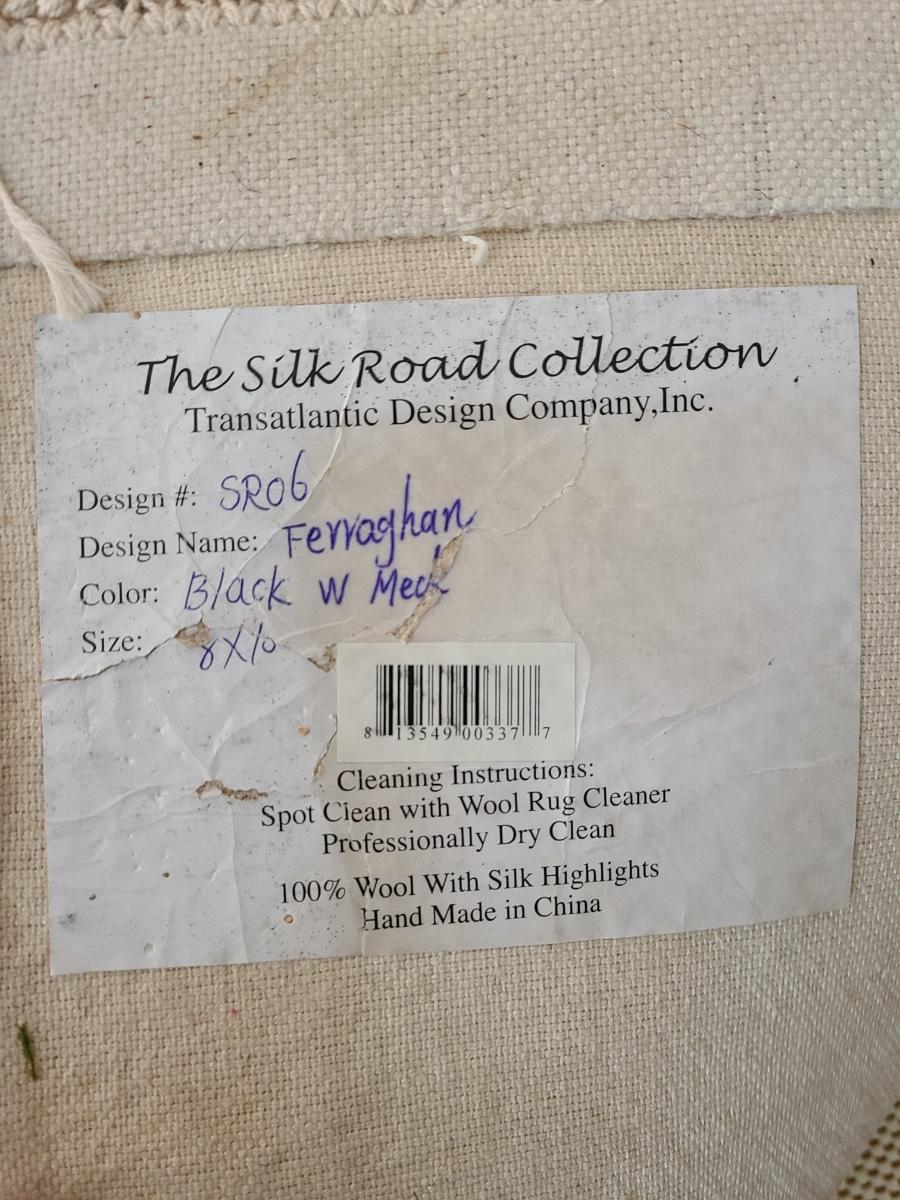 The Silk Road Collection
Transatlantic Design Company,Inc.
Design #: SR06
Design Name: Ferraghan
Color: Black W Med
Size: 8X10
8 13549 00337 7
Cleaning Instructions:
Spot Clean with Wool Rug Cleaner
Professionally Dry Clean
100% Wool With Silk Highlights
Hand Made in China